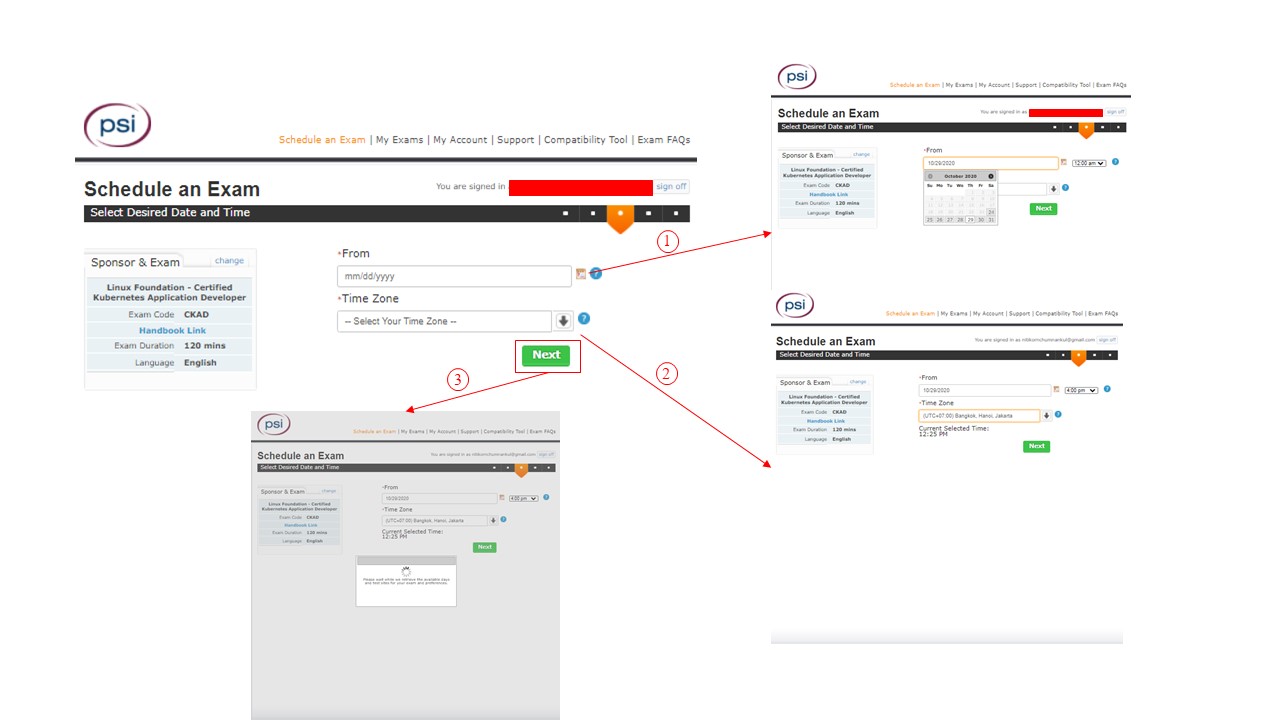 psi
Schedule an Exam | My Exams | My Account | Support | Compatibility Tool | Exam FAQs
Schedule an Exam
You are signed in
sign off
Select Desired Date and Time
Sponsor & Exam
change
Linux Foundation - Certified
Kubernetes Application Developer
Exam Code CKAD
Handbook Link
Exam Duration 120 mins
Language English
*From
mm/dd/yyyy
*Time Zone
-- Select Your Time Zone --
Next
1
2
3
psi
Schedule an Exam | My Exams | My Account | Support | Compatibility Tool | Exam FAQs
Schedule an Exam
You are signed in as
sign off
Select Desired Date and Time
Sponsor & Exam
change
Linux Foundation - Certified
Kubernetes Application Developer
Exam Code CKAD
Handbook Link
Exam Duration 120 mins
Language English
*From
10/29/2020
12:00 am
October 2020
Su Mo Tu We Th Fr Sa
24
25 26 27 28 29 30 31
Next
psi
Schedule an Exam | My Exams | My Account | Support | Compatibility Tool | Exam FAQs
Schedule an Exam
You are signed in as
sign off
Select Desired Date and Time
Sponsor & Exam
change
Linux Foundation - Certified
Kubernetes Application Developer
Exam Code CKAD
Handbook Link
Exam Duration 120 mins
Language English
*From
10/29/2020
4:00 pm
*Time Zone
(UTC+07:00) Bangkok, Hanoi, Jakarta
Current Selected Time:
12:25 PM
Next
psi
Schedule an Exam | My Exams | My Account | Support | Compatibility Tool | Exam FAQs
Schedule an Exam
You are signed in as
sign off
Select Desired Date and Time
Sponsor & Exam
change
Linux Foundation - Certified
Kubernetes Application Developer
Exam Code CKAD
Handbook Link
Exam Duration 120 mins
Language English
*From
10/29/2020
4:00 pm
*Time Zone
(UTC+07:00) Bangkok, Hanoi, Jakarta
Current Selected Time:
12:25 PM
Next
Please wait while we retrieve the available days
and test sites for your exam and preferences.